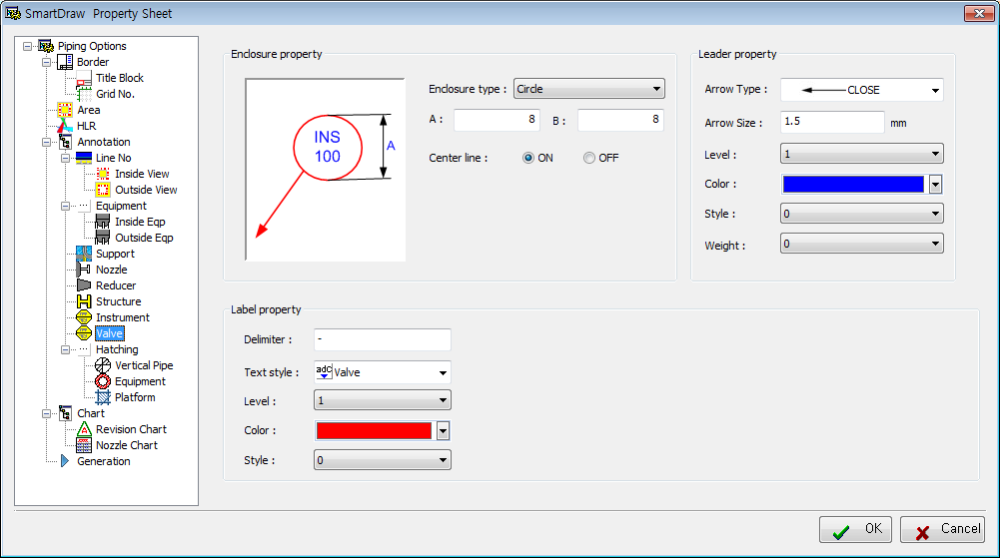 SmartDraw Property Sheet
Piping Options
Border
Title Block
Grid No.
Area
HLR
Annotation
Line No
Inside View
Outside View
Equipment
Inside Eqp
Outside Eqp
Support
Nozzle
Reducer
Structure
Instrument
Valve
Hatching
Vertical Pipe
Equipment
Platform
Chart
Revision Chart
Nozzle Chart
Generation
Enclosure property
INS
100
A
Enclosure type : Circle
A : 8 B : 8
Center line : ON OFF
Leader property
Arrow Type : CLOSE
Arrow Size : 1.5 mm
Level : 1
Color :
Style : 0
Weight : 0
Label property
Delimiter : -
Text style : Valve
Level : 1
Color :
Style : 0
OK Cancel